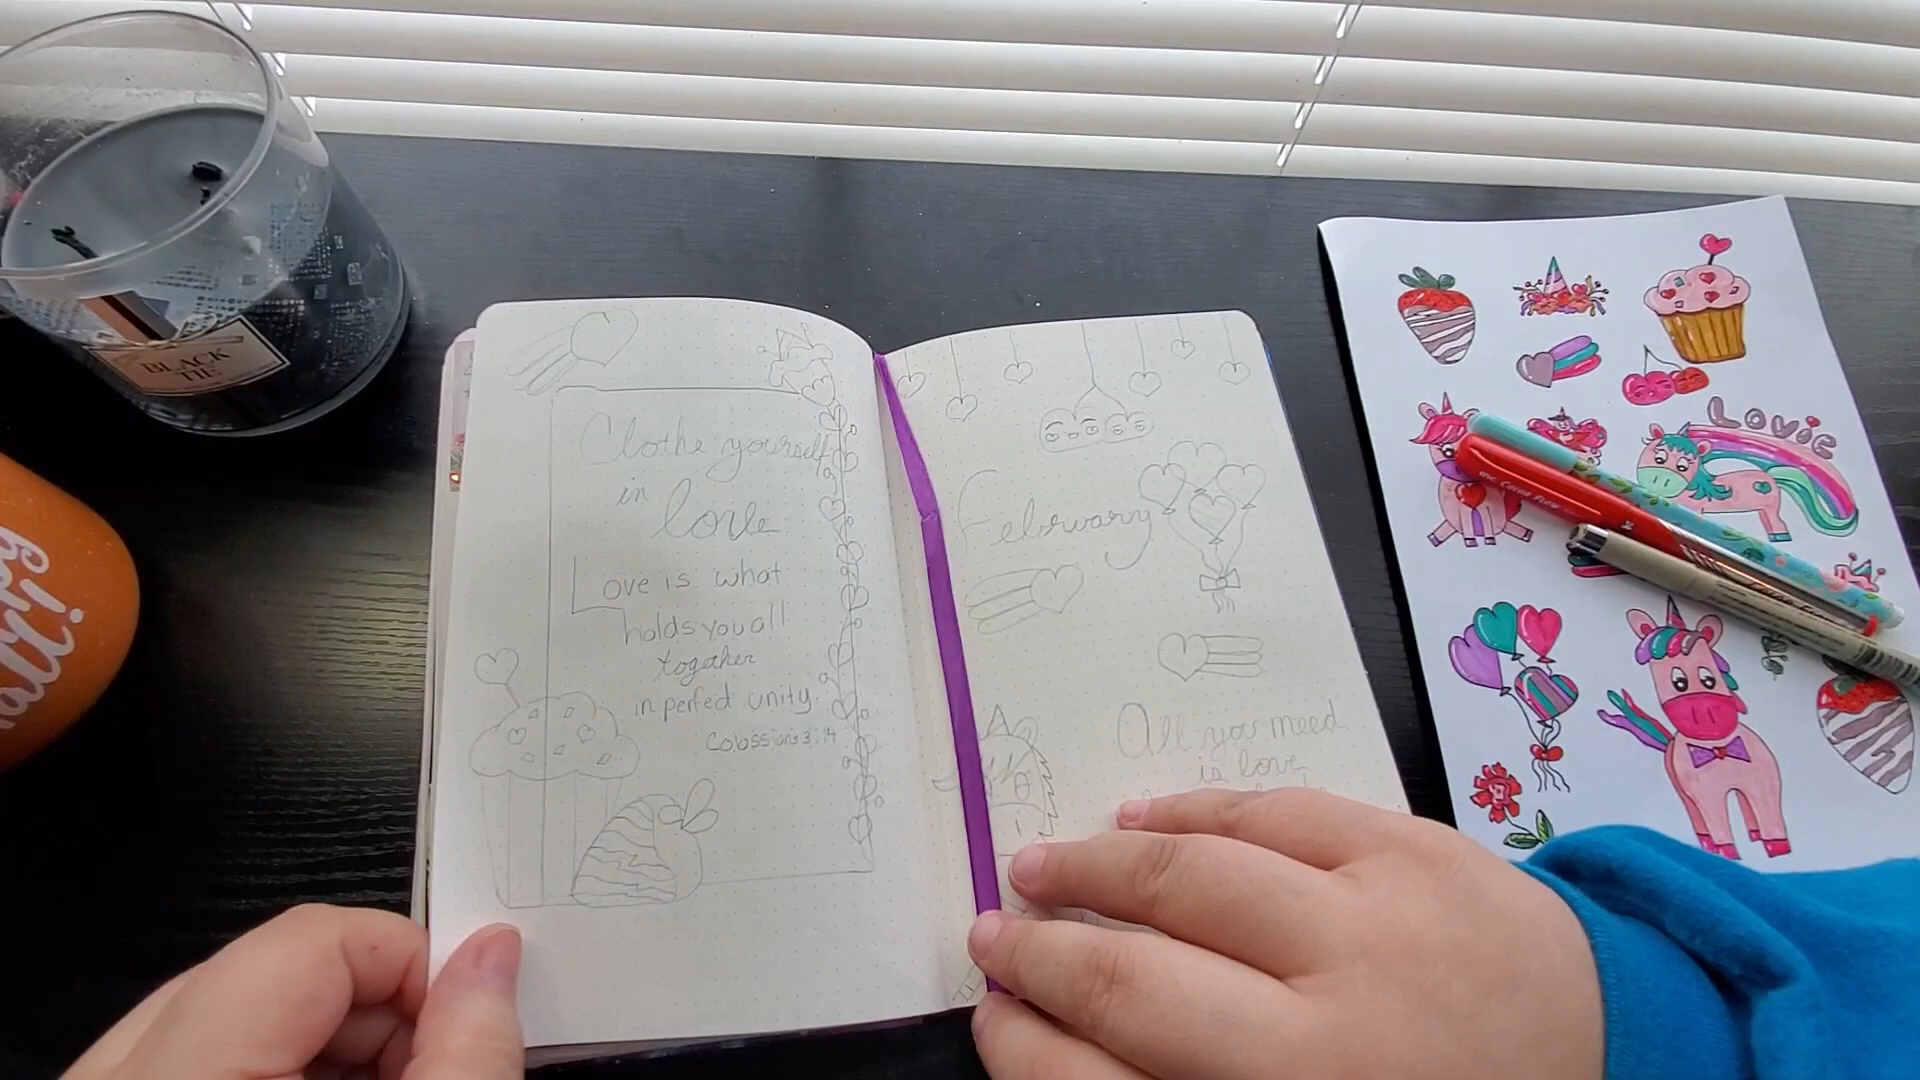 BLACK
TIE
Clothe yourself
in
love
Love is what
holds you all
together
in perfect unity.
Colossians 3:14
February
All you need
is love
LOVIE